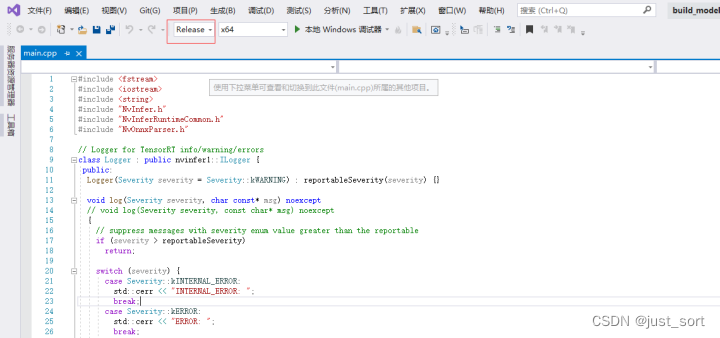 文件(F) 编辑(E) 视图(V) Git(G) 项目(P) 生成(B) 调试(D) 测试(S) 分析(N) 工具(T) 扩展(X) 窗口(W) 帮助(H) 搜索 (Ctrl+Q) build_model
Release x64 本地 Windows 调试器
main.cpp
服务器资源管理器
工具箱
使用下拉菜单可查看和切换到此文件(main.cpp)所属的其他项目。
1 #include <fstream>
2 #include <iostream>
3 #include <string>
4 #include "NvInfer.h"
5 #include "NvInferRuntimeCommon.h"
6 #include "NvOnnxParser.h"
7
8 // Logger for TensorRT info/warning/errors
9 class Logger : public nvinfer1::ILogger {
10 public:
11 Logger(Severity severity = Severity::kWARNING) : reportableSeverity(severity) {}
12
13 void log(Severity severity, char const* msg) noexcept
14 // void log(Severity severity, const char* msg) noexcept
15 {
16 // suppress messages with severity enum value greater than the reportable
17 if (severity > reportableSeverity)
18 return;
19
20 switch (severity) {
21 case Severity::kINTERNAL_ERROR:
22 std::cerr << "INTERNAL_ERROR: ";
23 break;
24 case Severity::kERROR:
25 std::cerr << "ERROR: ";
26 break;
CSDN @just_sort